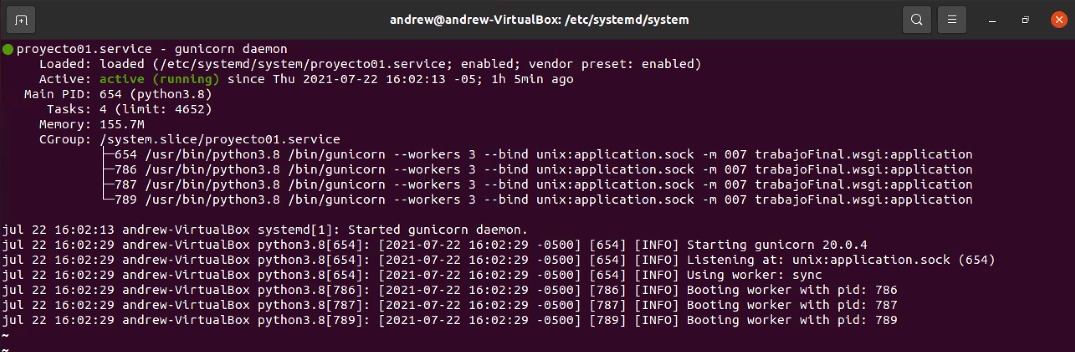 andrew@andrew-VirtualBox: /etc/systemd/system
proyecto01.service - gunicorn daemon
Loaded: loaded (/etc/systemd/system/proyecto01.service; enabled; vendor preset: enabled)
Active: active (running) since Thu 2021-07-22 16:02:13 -05; 1h 5min ago
Main PID: 654 (python3.8)
Tasks: 4 (limit: 4652)
Memory: 155.7M
CGroup: /system.slice/proyecto01.service
├─654 /usr/bin/python3.8 /bin/gunicorn --workers 3 --bind unix:application.sock -m 007 trabajoFinal.wsgi:application
├─786 /usr/bin/python3.8 /bin/gunicorn --workers 3 --bind unix:application.sock -m 007 trabajoFinal.wsgi:application
├─787 /usr/bin/python3.8 /bin/gunicorn --workers 3 --bind unix:application.sock -m 007 trabajoFinal.wsgi:application
└─789 /usr/bin/python3.8 /bin/gunicorn --workers 3 --bind unix:application.sock -m 007 trabajoFinal.wsgi:application
jul 22 16:02:13 andrew-VirtualBox systemd[1]: Started gunicorn daemon.
jul 22 16:02:29 andrew-VirtualBox python3.8[654]: [2021-07-22 16:02:29 -0500] [654] [INFO] Starting gunicorn 20.0.4
jul 22 16:02:29 andrew-VirtualBox python3.8[654]: [2021-07-22 16:02:29 -0500] [654] [INFO] Listening at: unix:application.sock (654)
jul 22 16:02:29 andrew-VirtualBox python3.8[654]: [2021-07-22 16:02:29 -0500] [654] [INFO] Using worker: sync
jul 22 16:02:29 andrew-VirtualBox python3.8[786]: [2021-07-22 16:02:29 -0500] [786] [INFO] Booting worker with pid: 786
jul 22 16:02:29 andrew-VirtualBox python3.8[787]: [2021-07-22 16:02:29 -0500] [787] [INFO] Booting worker with pid: 787
jul 22 16:02:29 andrew-VirtualBox python3.8[789]: [2021-07-22 16:02:29 -0500] [789] [INFO] Booting worker with pid: 789
~
~